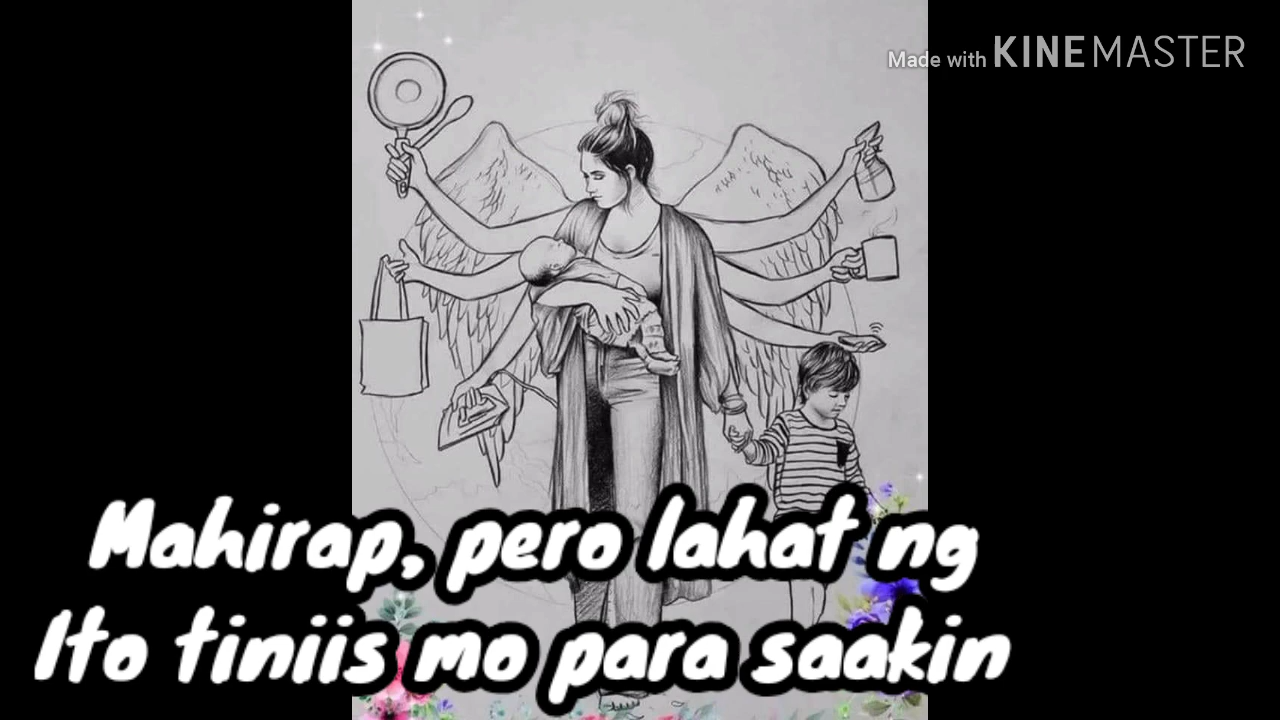 Made with KINEMASTER
Mahirap, pero lahat ng
Ito tiniis mo para saakin